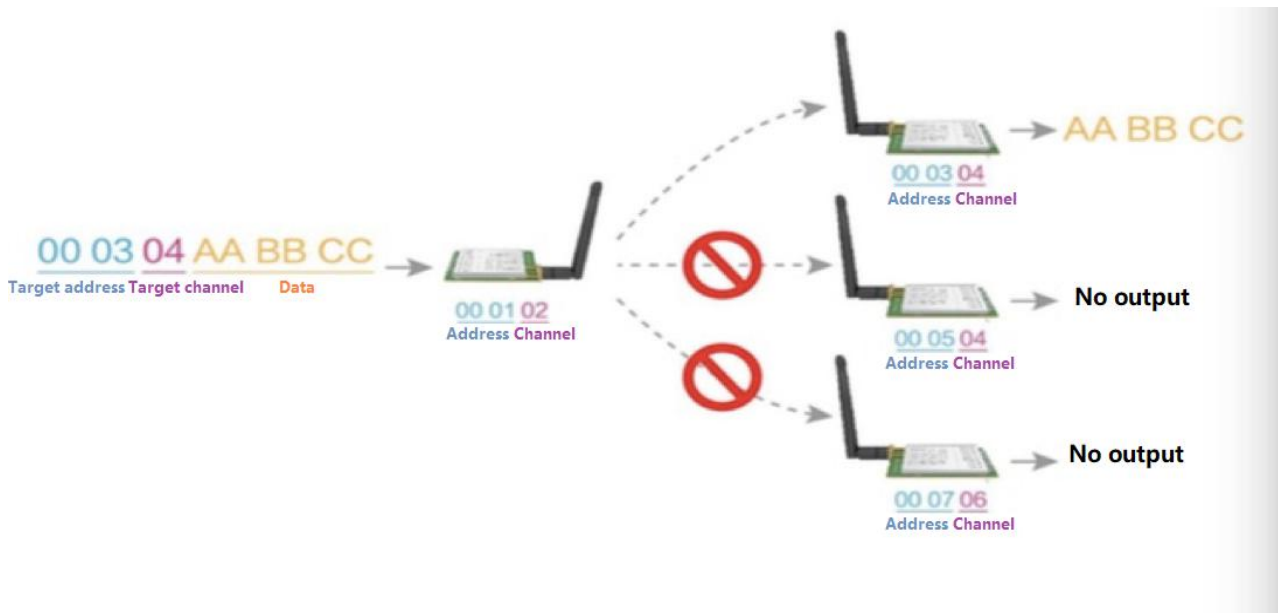 00 03 04 AA BB CC
Target address Target channel Data
00 01 02
Address Channel
AA BB CC
00 03 04
Address Channel
No output
00 05 04
Address Channel
No output
00 07 06
Address Channel